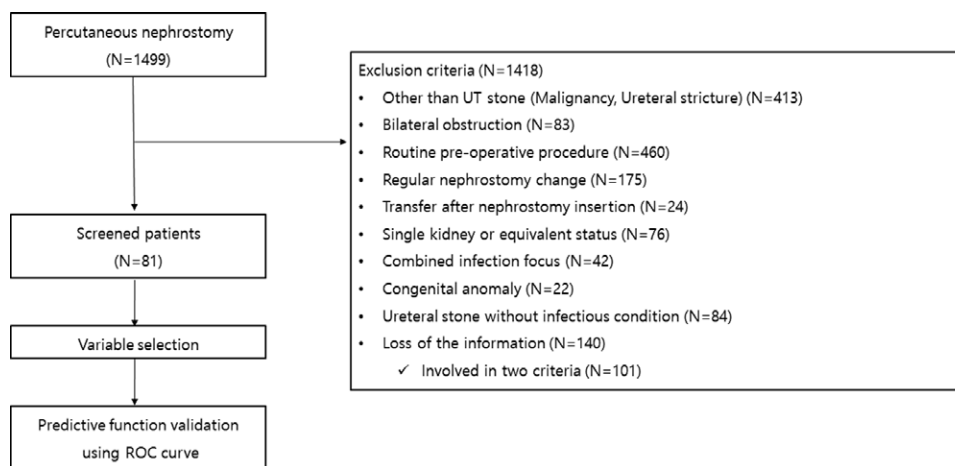 Percutaneous nephrostomy
(N=1499)
Exclusion criteria (N=1418)
• Other than UT stone (Malignancy, Ureteral stricture) (N=413)
• Bilateral obstruction (N=83)
• Routine pre-operative procedure (N=460)
• Regular nephrostomy change (N=175)
• Transfer after nephrostomy insertion (N=24)
• Single kidney or equivalent status (N=76)
• Combined infection focus (N=42)
• Congenital anomaly (N=22)
• Ureteral stone without infectious condition (N=84)
• Loss of the information (N=140)
✓ Involved in two criteria (N=101)
Screened patients
(N=81)
Variable selection
Predictive function validation
using ROC curve